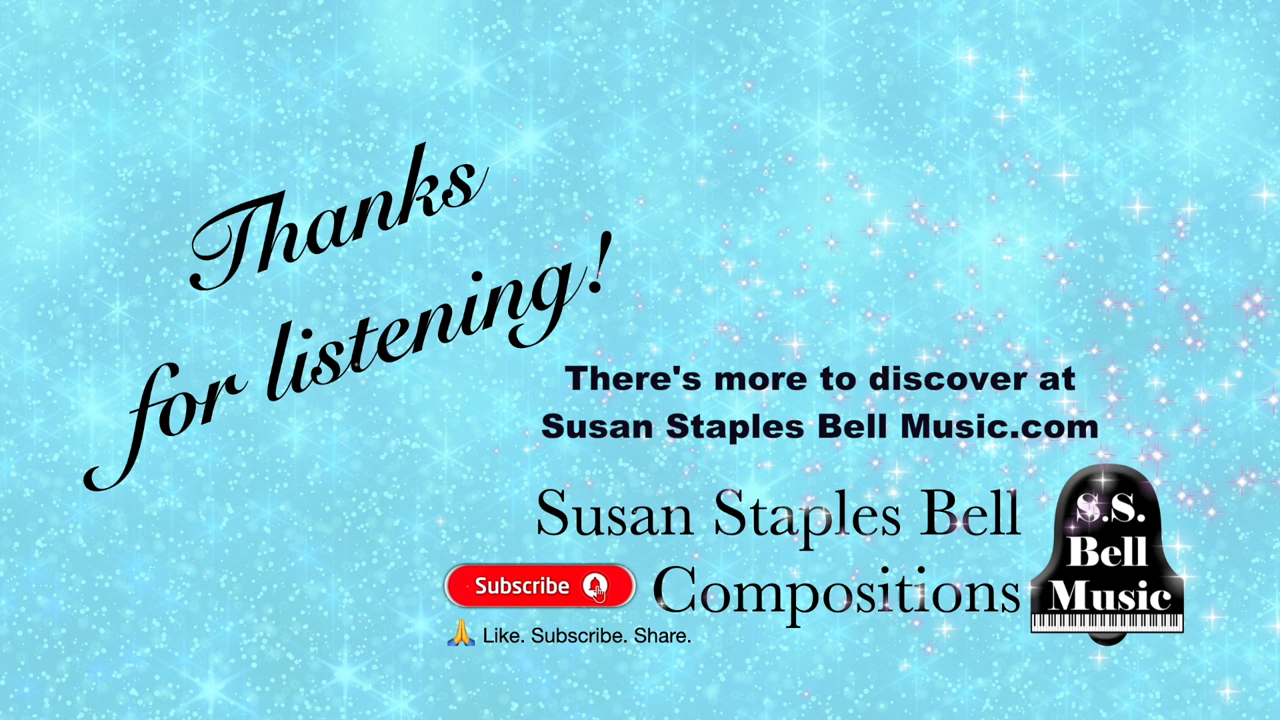 Thanks
for listening!
There's more to discover at
Susan Staples Bell Music.com
Susan Staples Bell
Compositions
Subscribe
🙏 Like. Subscribe. Share.
S.S.
Bell
Music